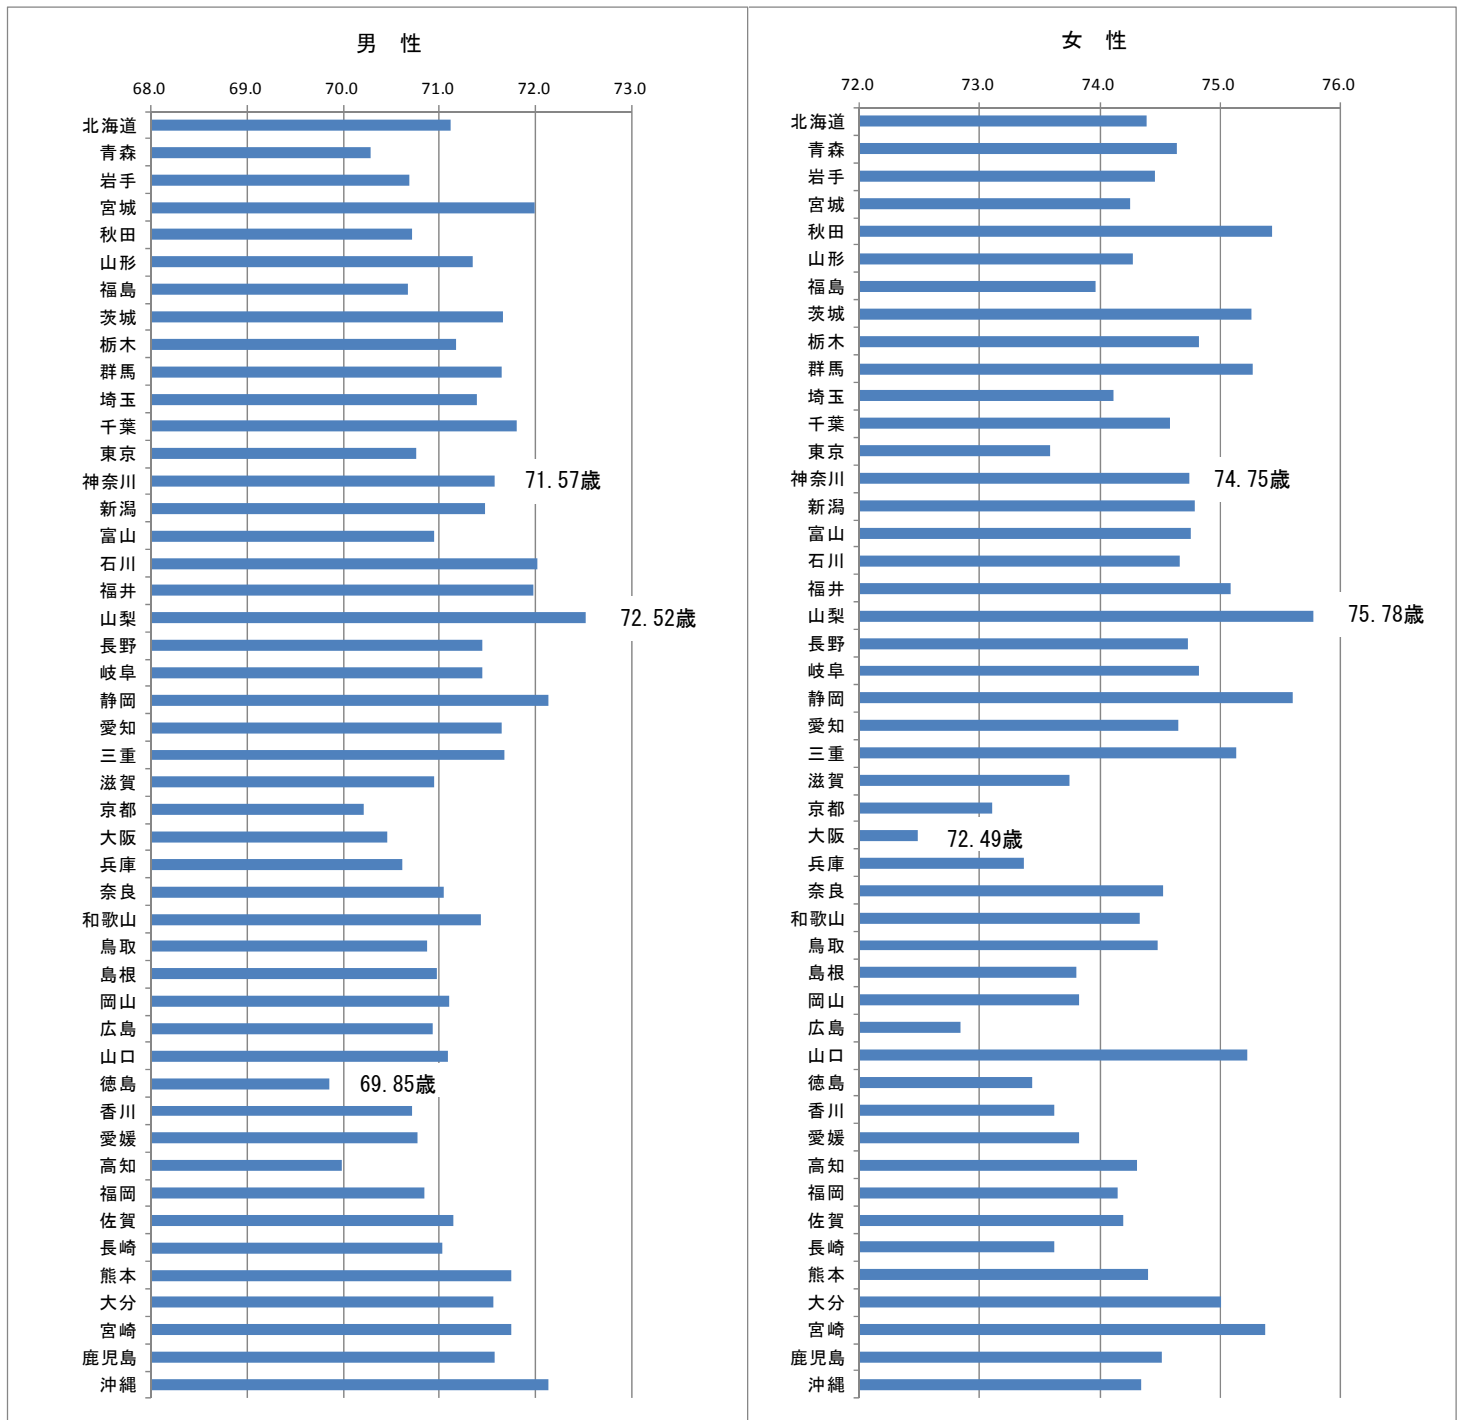 男　性
68.0 69.0 70.0 71.0 72.0 73.0
北海道
青森
岩手
宮城
秋田
山形
福島
茨城
栃木
群馬
埼玉
千葉
東京
神奈川 71.57歳
新潟
富山
石川
福井
山梨 72.52歳
長野
岐阜
静岡
愛知
三重
滋賀
京都
大阪
兵庫
奈良
和歌山
鳥取
島根
岡山
広島
山口
徳島 69.85歳
香川
愛媛
高知
福岡
佐賀
長崎
熊本
大分
宮崎
鹿児島
沖縄
女　性
72.0 73.0 74.0 75.0 76.0
北海道
青森
岩手
宮城
秋田
山形
福島
茨城
栃木
群馬
埼玉
千葉
東京
神奈川 74.75歳
新潟
富山
石川
福井
山梨 75.78歳
長野
岐阜
静岡
愛知
三重
滋賀
京都
大阪 72.49歳
兵庫
奈良
和歌山
鳥取
島根
岡山
広島
山口
徳島
香川
愛媛
高知
福岡
佐賀
長崎
熊本
大分
宮崎
鹿児島
沖縄